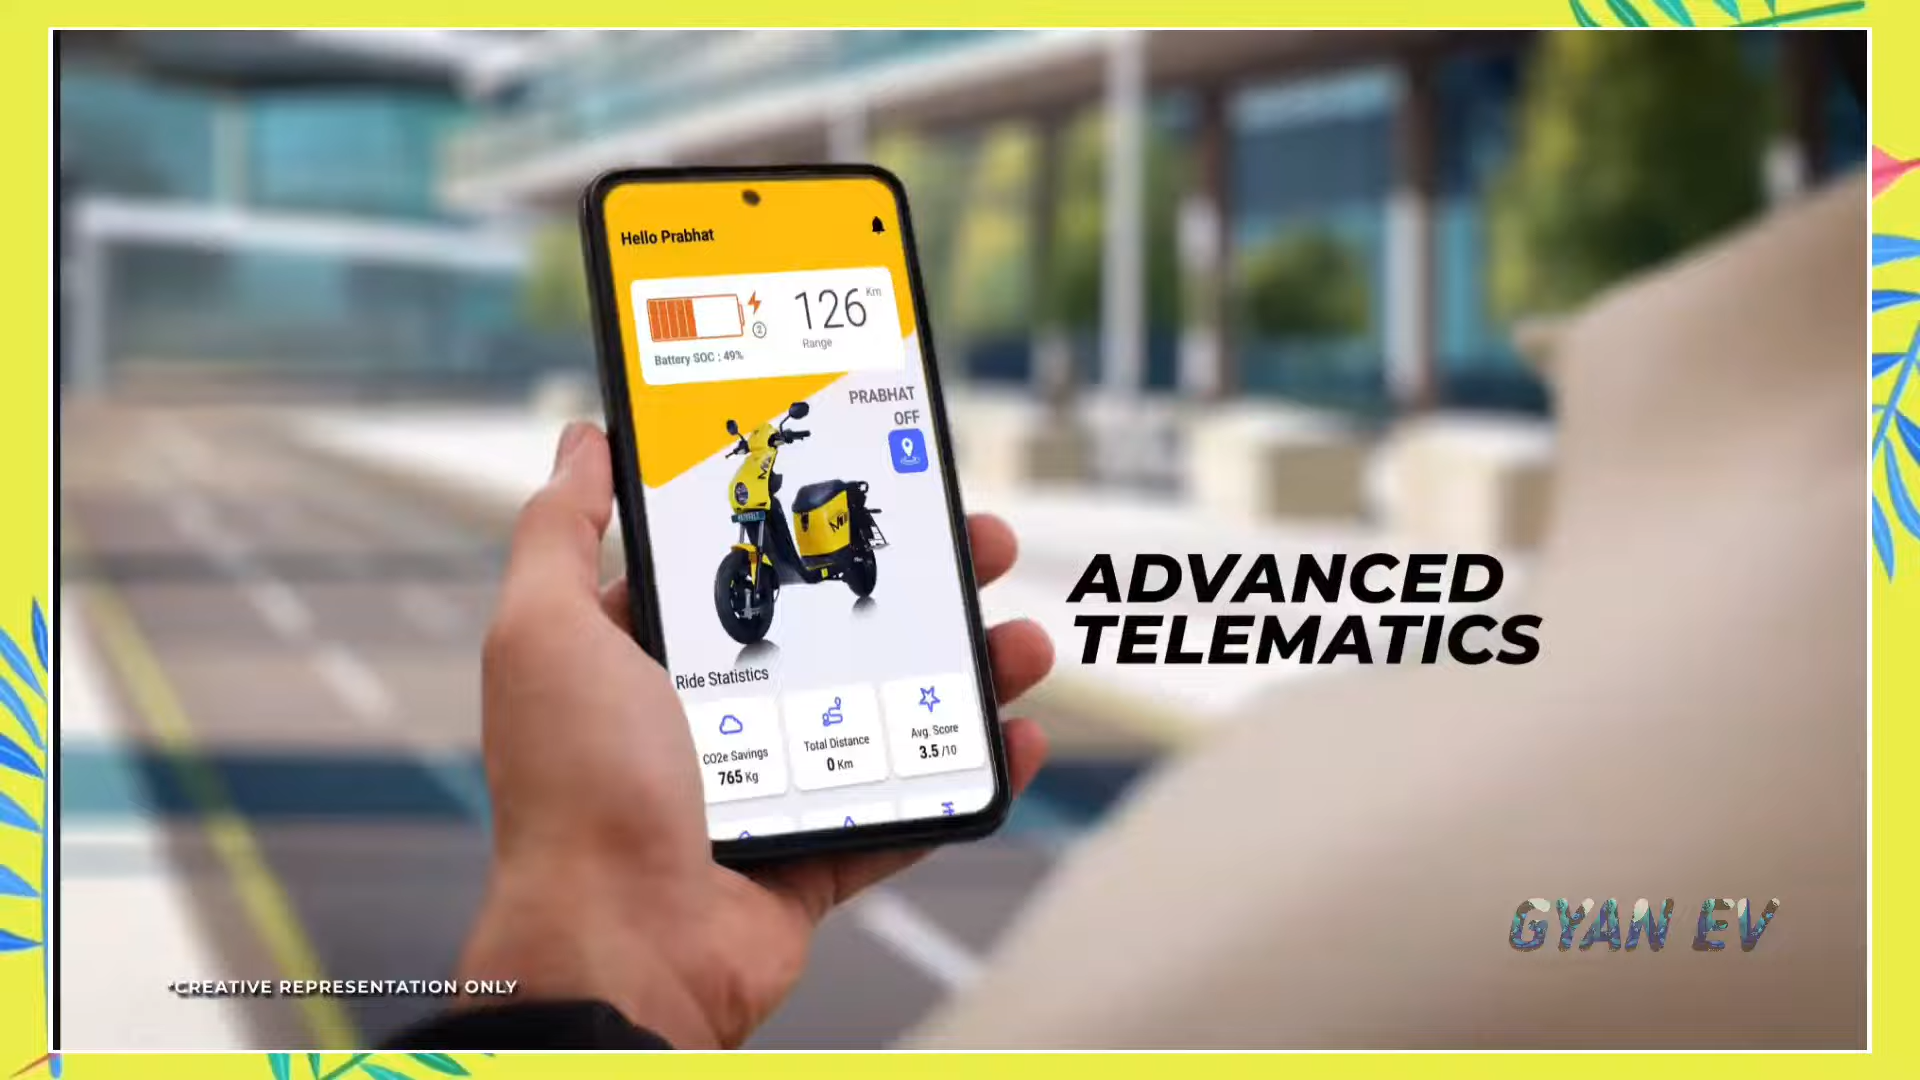 Hello Prabhat
126 Km
Range
2
Battery SOC : 49%
PRABHAT
OFF
Ride Statistics
CO2e Savings
765 Kg
Total Distance
0 Km
Avg. Score
3.5 /10
ADVANCED
TELEMATICS
GYAN EV
*CREATIVE REPRESENTATION ONLY